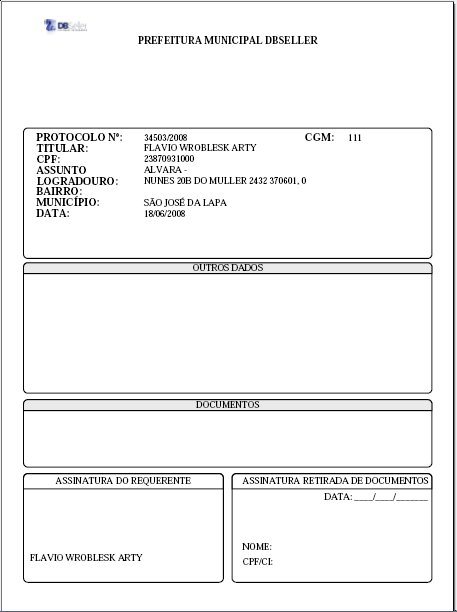 DBSeller
PREFEITURA MUNICIPAL DBSELLER
PROTOCOLO Nº: 34503/2008 CGM: 111
TITULAR: FLAVIO WROBLESK ARTY
CPF: 23870931000
ASSUNTO ALVARA -
LOGRADOURO: NUNES 20B DO MULLER 2432 370601, 0
BAIRRO:
MUNICÍPIO: SÃO JOSÉ DA LAPA
DATA: 18/06/2008
OUTROS DADOS
DOCUMENTOS
ASSINATURA DO REQUERENTE
FLAVIO WROBLESK ARTY
ASSINATURA RETIRADA DE DOCUMENTOS
DATA: ____/____/_______
NOME:
CPF/CI: